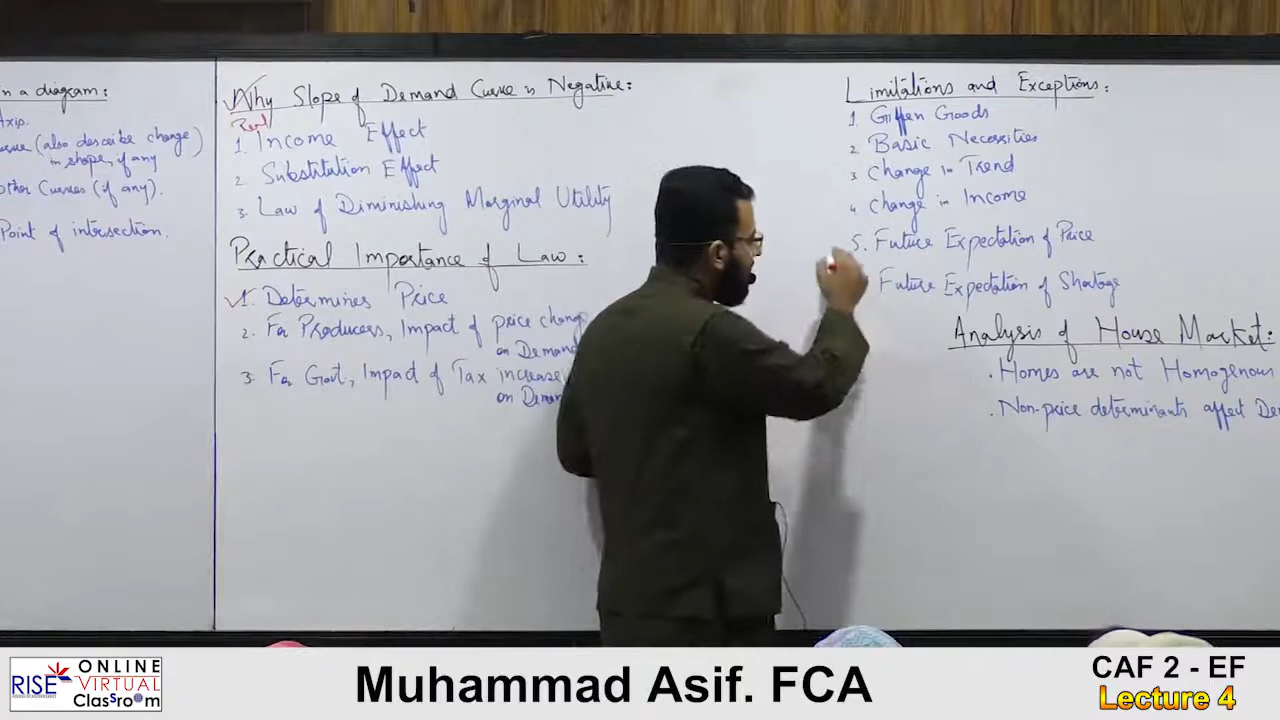 n a diagram:
Axis.
urve (also describe change)
in shape, if any
other Curves (if any).
Point of intersection.
Why Slope of Demand Curve is Negative:
Real
1. Income Effect
2. Substitution Effect
3. Law of Diminishing Marginal Utility
Practical Importance of Law:
1. Determines Price
2. For Producers, Impact of price change
on Demand
3. For Govt, Impact of Tax increase
on Deman
Limitations and Exceptions:
1. Giffen Goods
2. Basic Necessities
3. Change in Trend
4. Change in Income
5. Future Expectation of Price
Future Expectation of Shortage
Analysis of House Market:
. Homes are not Homogenous
. Non-price determinants affect De
RISE
ONLINE
VIRTUAL
Classroom
Muhammad Asif. FCA
CAF 2 - EF
Lecture 4